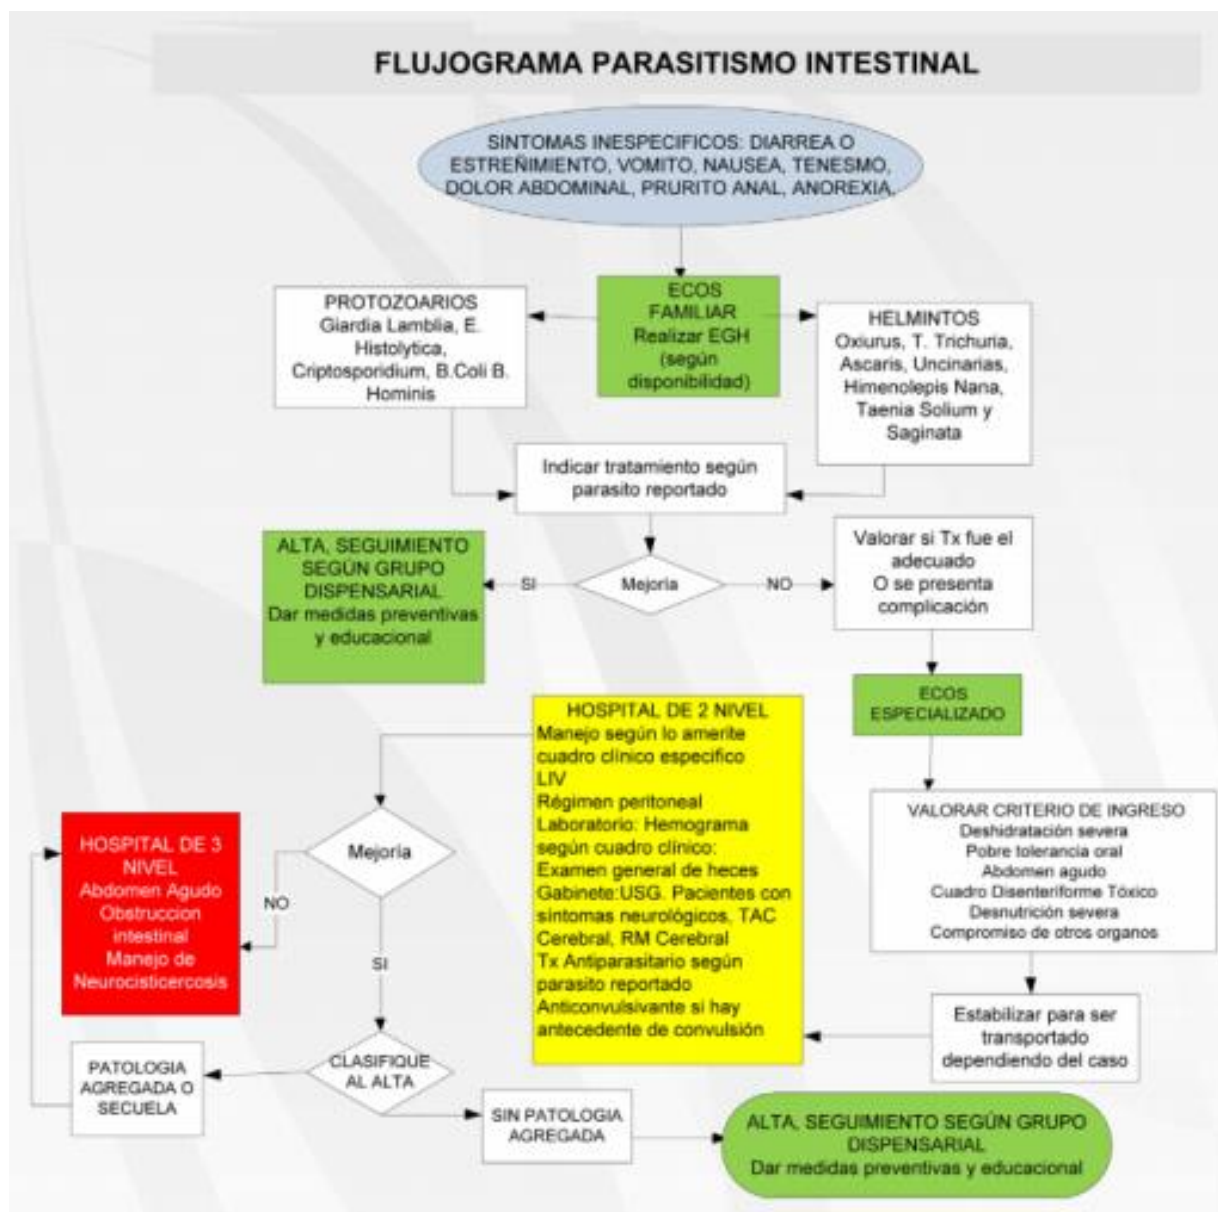 FLUJOGRAMA PARASITISMO INTESTINAL
SINTOMAS INESPECIFICOS: DIARREA O
ESTREÑIMIENTO, VOMITO, NAUSEA, TENESMO,
DOLOR ABDOMINAL, PRURITO ANAL, ANOREXIA.
PROTOZOARIOS
Giardia Lamblia, E.
Histolytica,
Criptosporidium, B.Coli B.
Hominis
ECOS
FAMILIAR
Realizar EGH
(según
disponibilidad)
HELMINTOS
Oxiurus, T. Trichuria,
Ascaris, Uncinarias,
Himenolepis Nana,
Taenia Solium y
Saginata
Indicar tratamiento según
parasito reportado
ALTA, SEGUIMIENTO
SEGÚN GRUPO
DISPENSARIAL
Dar medidas preventivas
y educacional
SI
Mejoría
NO
Valorar si Tx fue el
adecuado
O se presenta
complicación
ECOS
ESPECIALIZADO
HOSPITAL DE 2 NIVEL
Manejo según lo amerite
cuadro clínico especifico
LIV
Régimen peritoneal
Laboratorio: Hemograma
según cuadro clínico:
Examen general de heces
Gabinete:USG. Pacientes con
síntomas neurológicos, TAC
Cerebral, RM Cerebral
Tx Antiparasitario según
parasito reportado
Anticonvulsivante si hay
antecedente de convulsión
VALORAR CRITERIO DE INGRESO
Deshidratación severa
Pobre tolerancia oral
Abdomen agudo
Cuadro Disenteriforme Tóxico
Desnutrición severa
Compromiso de otros organos
Mejoría
NO
SI
HOSPITAL DE 3
NIVEL
Abdomen Agudo
Obstruccion
intestinal
Manejo de
Neurocisticercosis
Estabilizar para ser
transportado
dependiendo del caso
PATOLOGIA
AGREGADA O
SECUELA
CLASIFIQUE
AL ALTA
SIN PATOLOGIA
AGREGADA
ALTA, SEGUIMIENTO SEGÚN GRUPO
DISPENSARIAL
Dar medidas preventivas y educacional